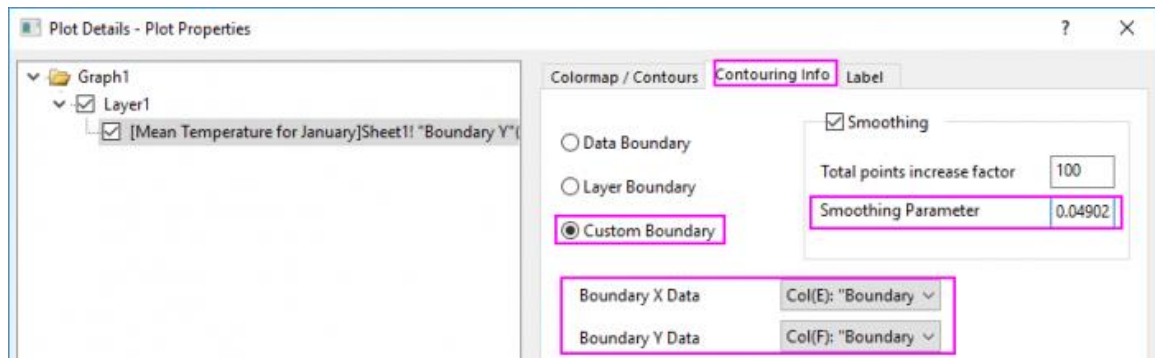 Plot Details - Plot Properties
Graph1
Layer1
[Mean Temperature for January]Sheet1! "Boundary Y"(
Colormap / Contours
Contouring Info
Label
Data Boundary
Layer Boundary
Custom Boundary
Smoothing
Total points increase factor
100
Smoothing Parameter
0.04902
Boundary X Data
Col(E): "Boundary
Boundary Y Data
Col(F): "Boundary